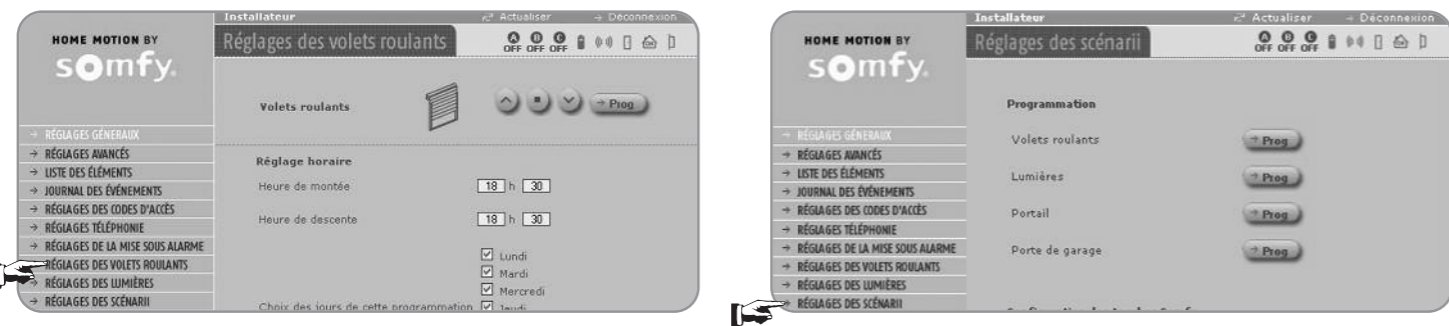 Installateur
Actualiser
Déconnexion
HOME MOTION BY
somfy.
Réglages des volets roulants
A B C
OFF OFF OFF
Volets roulants
Prog
RÉGLAGES GÉNERAUX
RÉGLAGES AVANCÉS
LISTE DES ÉLÉMENTS
JOURNAL DES ÉVÉNEMENTS
RÉGLAGES DES CODES D'ACCÈS
RÉGLAGES TÉLÉPHONIE
RÉGLAGES DE LA MISE SOUS ALARME
RÉGLAGES DES VOLETS ROULANTS
RÉGLAGES DES LUMIÈRES
RÉGLAGES DES SCÉNARII
Réglage horaire
Heure de montée 18 h 30
Heure de descente 18 h 30
Lundi
Mardi
Mercredi
Choix des jours de cette programmation Jeudi
Installateur
Actualiser
Déconnexion
HOME MOTION BY
somfy.
Réglages des scénarii
A B C
OFF OFF OFF
Programmation
Volets roulants Prog
Lumières Prog
Portail Prog
Porte de garage Prog
RÉGLAGES GÉNERAUX
RÉGLAGES AVANCÉS
LISTE DES ÉLÉMENTS
JOURNAL DES ÉVÉNEMENTS
RÉGLAGES DES CODES D'ACCÈS
RÉGLAGES TÉLÉPHONIE
RÉGLAGES DE LA MISE SOUS ALARME
RÉGLAGES DES VOLETS ROULANTS
RÉGLAGES DES LUMIÈRES
RÉGLAGES DES SCÉNARII